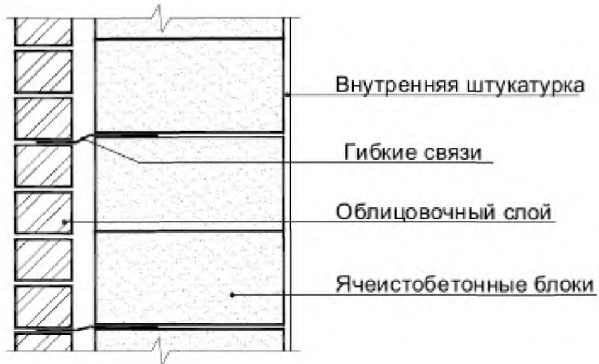 Внутренняя штукатурка
Гибкие связи
Облицовочный слой
Ячеистобетонные блоки